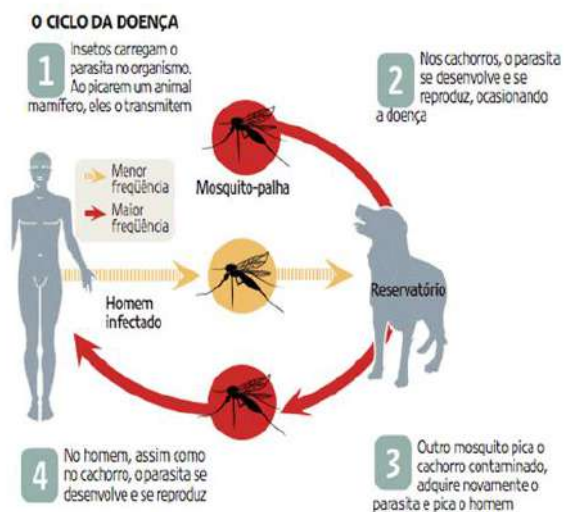 O CICLO DA DOENÇA
1
Insetos carregam o
parasita no organismo.
Ao picarem um animal
mamífero, eles o transmitem
2
Nos cachorros, o parasita
se desenvolve e se
reproduz, ocasionando
a doença
Menor
freqüência
Maior
freqüência
Mosquito-palha
Homem
infectado
Reservatório
4
No homem, assim como
no cachorro, o parasita se
desenvolve e se reproduz
3
Outro mosquito pica o
cachorro contaminado,
adquire novamente o
parasita e pica o homem